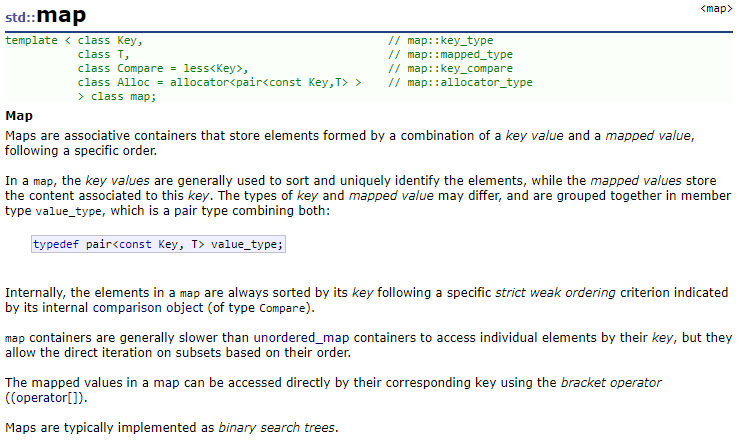 std::map <map>
template < class Key, // map::key_type
class T, // map::mapped_type
class Compare = less<Key>, // map::key_compare
class Alloc = allocator<pair<const Key,T> > // map::allocator_type
> class map;
Map
Maps are associative containers that store elements formed by a combination of a key value and a mapped value,
following a specific order.
In a map, the key values are generally used to sort and uniquely identify the elements, while the mapped values store
the content associated to this key. The types of key and mapped value may differ, and are grouped together in member
type value_type, which is a pair type combining both:
typedef pair<const Key, T> value_type;
Internally, the elements in a map are always sorted by its key following a specific strict weak ordering criterion indicated
by its internal comparison object (of type Compare).
map containers are generally slower than unordered_map containers to access individual elements by their key, but they
allow the direct iteration on subsets based on their order.
The mapped values in a map can be accessed directly by their corresponding key using the bracket operator
((operator[]).
Maps are typically implemented as binary search trees.